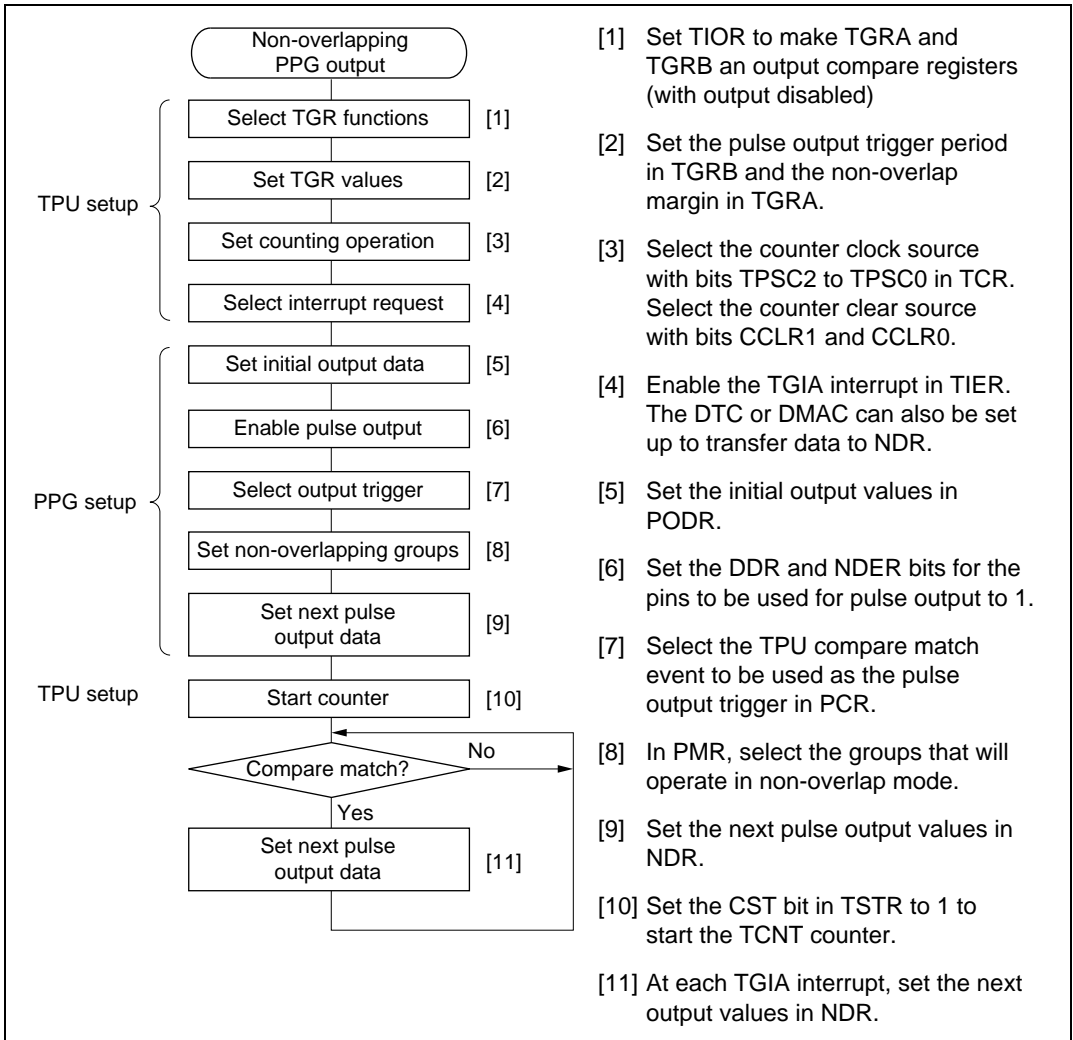 Non-overlapping
PPG output
Select TGR functions [1]
Set TGR values [2]
TPU setup
Set counting operation [3]
Select interrupt request [4]
Set initial output data [5]
Enable pulse output [6]
PPG setup
Select output trigger [7]
Set non-overlapping groups [8]
Set next pulse
output data
[9]
TPU setup
Start counter [10]
Compare match?
No
Yes
Set next pulse
output data
[11]
[1] Set TIOR to make TGRA and
TGRB an output compare registers
(with output disabled)
[2] Set the pulse output trigger period
in TGRB and the non-overlap
margin in TGRA.
[3] Select the counter clock source
with bits TPSC2 to TPSC0 in TCR.
Select the counter clear source
with bits CCLR1 and CCLR0.
[4] Enable the TGIA interrupt in TIER.
The DTC or DMAC can also be set
up to transfer data to NDR.
[5] Set the initial output values in
PODR.
[6] Set the DDR and NDER bits for the
pins to be used for pulse output to 1.
[7] Select the TPU compare match
event to be used as the pulse
output trigger in PCR.
[8] In PMR, select the groups that will
operate in non-overlap mode.
[9] Set the next pulse output values in
NDR.
[10] Set the CST bit in TSTR to 1 to
start the TCNT counter.
[11] At each TGIA interrupt, set the next
output values in NDR.